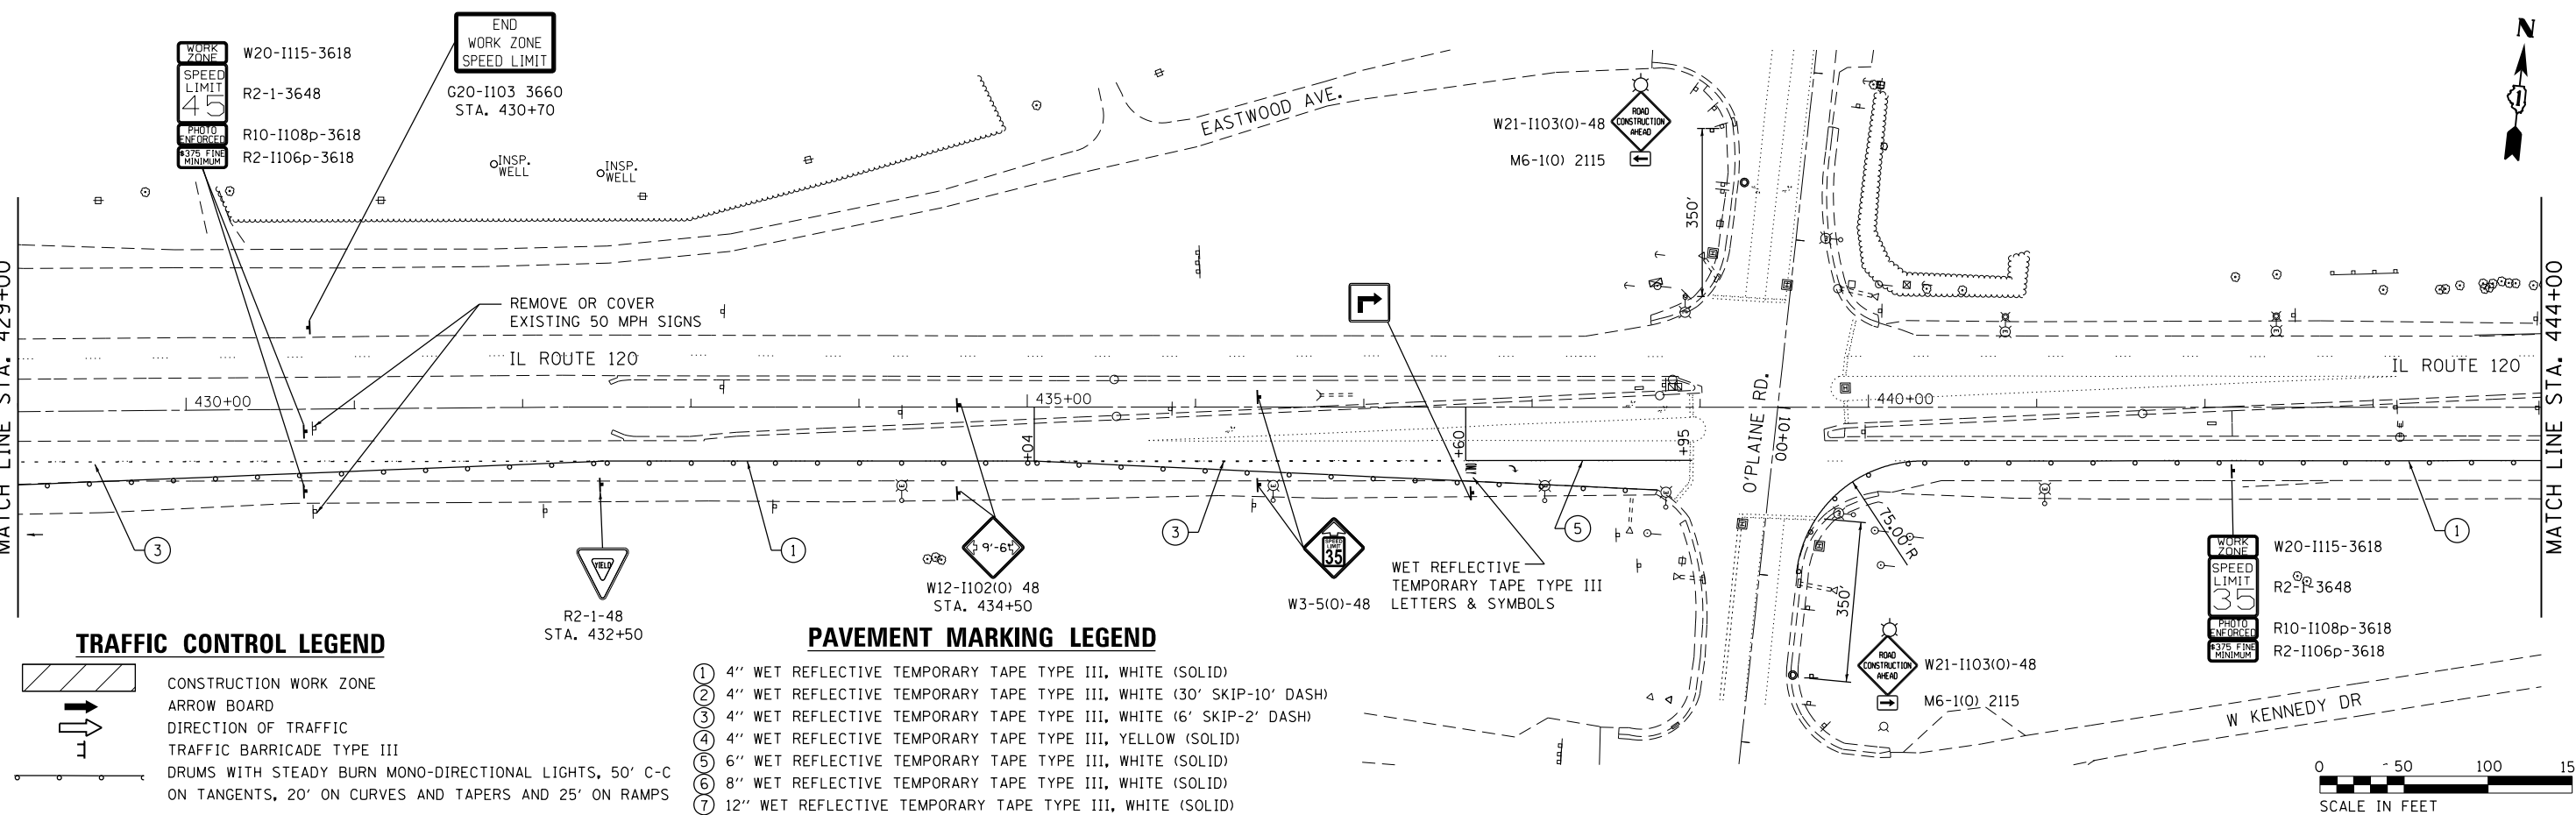 WORK
ZONE
SPEED
LIMIT
45
PHOTO
ENFORCED
$375 FINE
MINIMUM
W20-I115-3618
R2-1-3648
R10-I108p-3618
R2-I106p-3618
END
WORK ZONE
SPEED LIMIT
G20-I103 3660
STA. 430+70
INSP.
WELL
INSP.
WELL
EASTWOOD AVE.
W21-I103(O)-48
ROAD
CONSTRUCTION
AHEAD
M6-1(O) 2115
350'
N
1
MATCH LINE STA. 429+00
MATCH LINE STA. 444+00
REMOVE OR COVER
EXISTING 50 MPH SIGNS
IL ROUTE 120
IL ROUTE 120
430+00
435+00
440+00
+04
+60
+95
O'PLAINE RD.
110+00
3
1
3
5
1
YIELD
R2-1-48
STA. 432+50
9'-6"
W12-I102(O) 48
STA. 434+50
SPEED
LIMIT
35
W3-5(O)-48
WET REFLECTIVE
TEMPORARY TAPE TYPE III
LETTERS & SYMBOLS
75.00'R
350'
ROAD
CONSTRUCTION
AHEAD
W21-I103(O)-48
M6-1(O) 2115
WORK
ZONE
SPEED
LIMIT
35
PHOTO
ENFORCED
$375 FINE
MINIMUM
W20-I115-3618
R2-1-3648
R10-I108p-3618
R2-I106p-3618
W KENNEDY DR
TRAFFIC CONTROL LEGEND
CONSTRUCTION WORK ZONE
ARROW BOARD
DIRECTION OF TRAFFIC
TRAFFIC BARRICADE TYPE III
DRUMS WITH STEADY BURN MONO-DIRECTIONAL LIGHTS, 50' C-C
ON TANGENTS, 20' ON CURVES AND TAPERS AND 25' ON RAMPS
PAVEMENT MARKING LEGEND
1 4'' WET REFLECTIVE TEMPORARY TAPE TYPE III, WHITE (SOLID)
2 4'' WET REFLECTIVE TEMPORARY TAPE TYPE III, WHITE (30' SKIP-10' DASH)
3 4'' WET REFLECTIVE TEMPORARY TAPE TYPE III, WHITE (6' SKIP-2' DASH)
4 4'' WET REFLECTIVE TEMPORARY TAPE TYPE III, YELLOW (SOLID)
5 6'' WET REFLECTIVE TEMPORARY TAPE TYPE III, WHITE (SOLID)
6 8'' WET REFLECTIVE TEMPORARY TAPE TYPE III, WHITE (SOLID)
7 12'' WET REFLECTIVE TEMPORARY TAPE TYPE III, WHITE (SOLID)
0 50 100 15
SCALE IN FEET